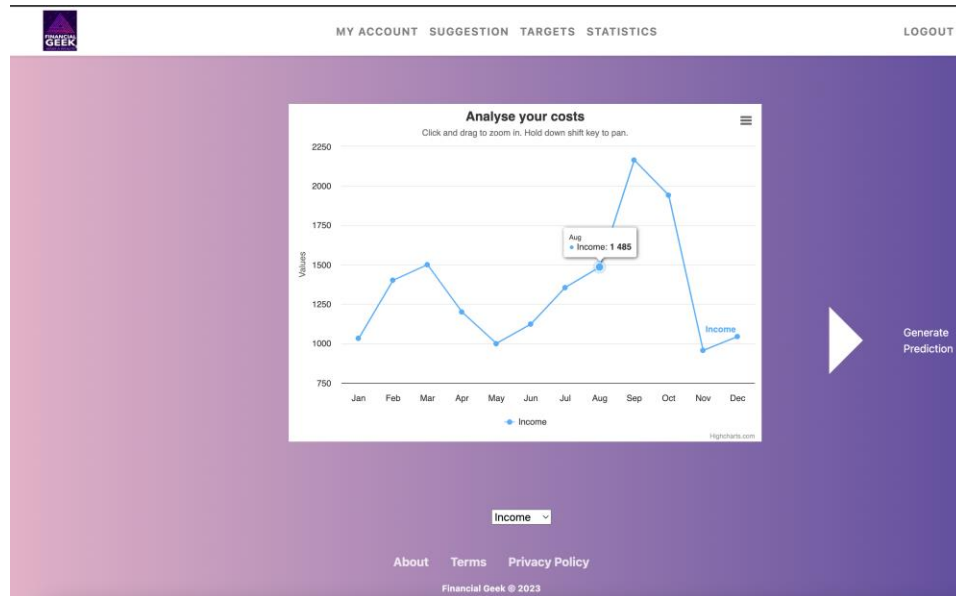 FINANCIAL
GEEK
MY ACCOUNT SUGGESTION TARGETS STATISTICS
LOGOUT
Analyse your costs
Click and drag to zoom in. Hold down shift key to pan.
Values
2250
2000
1750
1500
1250
1000
750
Aug
Income: 1 485
Income
Jan Feb Mar Apr May Jun Jul Aug Sep Oct Nov Dec
Income
Highcharts.com
Generate
Prediction
Income
About Terms Privacy Policy
Financial Geek © 2023